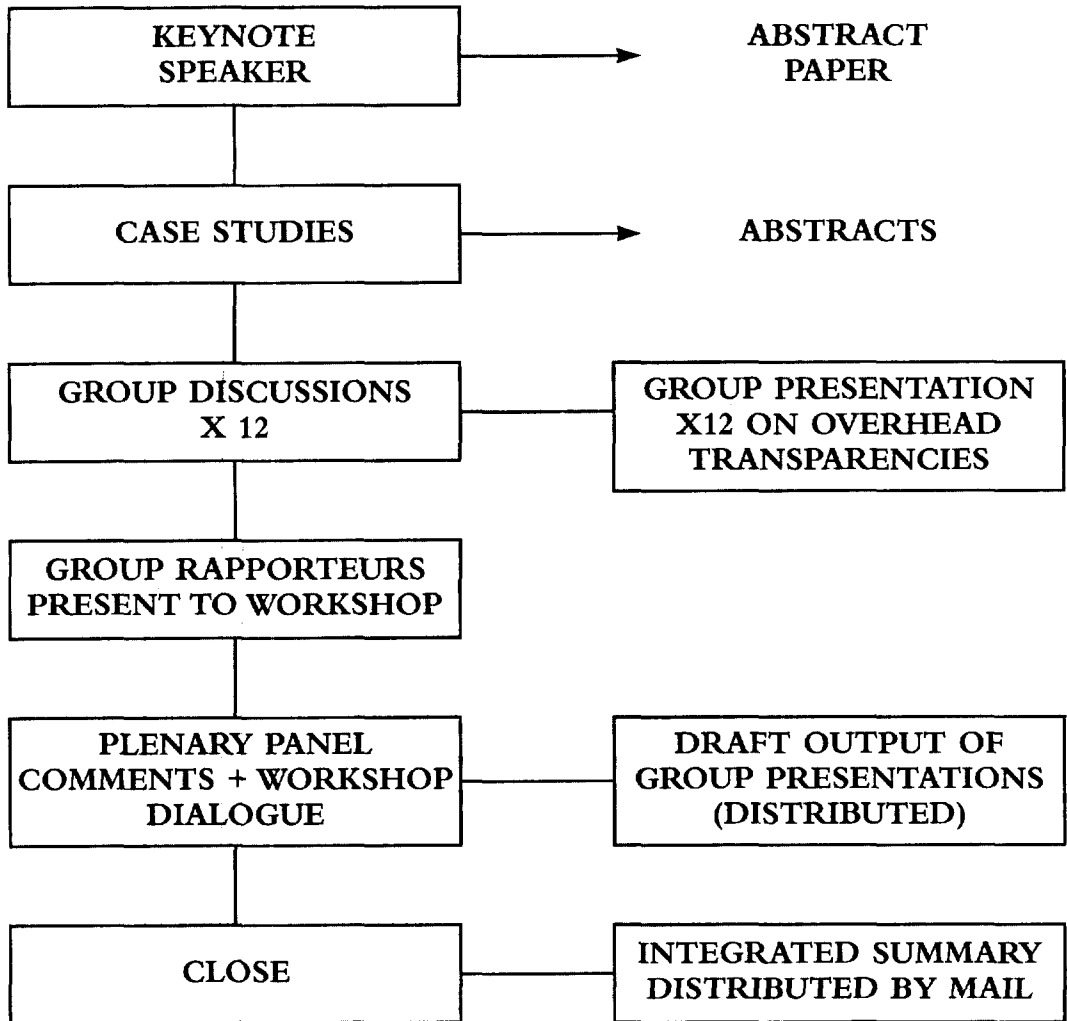 KEYNOTE
SPEAKER
ABSTRACT
PAPER
CASE STUDIES
ABSTRACTS
GROUP DISCUSSIONS
X 12
GROUP PRESENTATION
X12 ON OVERHEAD
TRANSPARENCIES
GROUP RAPPORTEURS
PRESENT TO WORKSHOP
PLENARY PANEL
COMMENTS + WORKSHOP
DIALOGUE
DRAFT OUTPUT OF
GROUP PRESENTATIONS
(DISTRIBUTED)
CLOSE
INTEGRATED SUMMARY
DISTRIBUTED BY MAIL